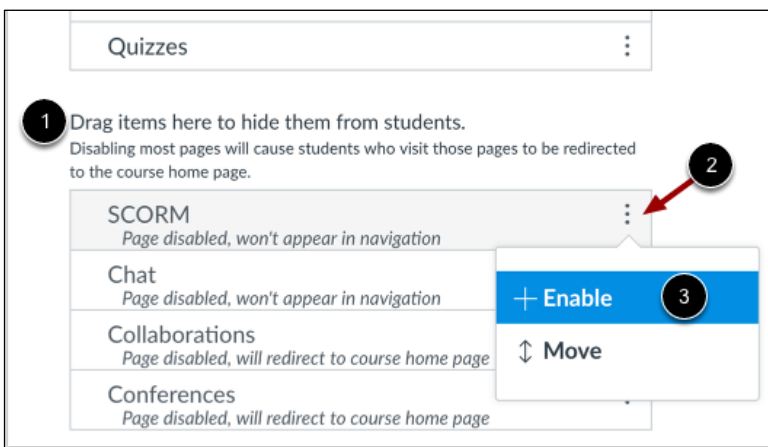 Quizzes
1
Drag items here to hide them from students.
Disabling most pages will cause students who visit those pages to be redirected
to the course home page.
2
SCORM
Page disabled, won't appear in navigation
Chat
Page disabled, won't appear in navigation
+ Enable
3
Collaborations
Page disabled, will redirect to course home page
Move
Conferences
Page disabled, will redirect to course home page